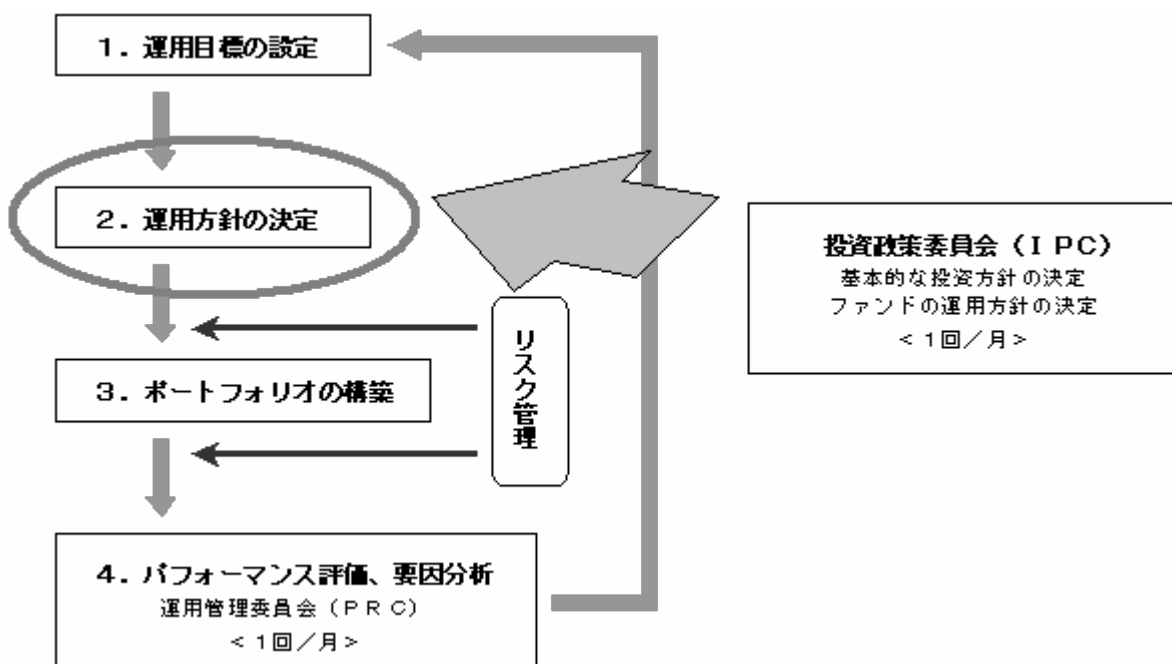 １．運用目標の設定
２．運用方針の決定
投資政策委員会（ＩＰＣ）
基本的な投資方針の決定
ファンドの運用方針の決定
＜１回／月＞
リスク管理
３．ポートフォリオの構築
４．パフォーマンス評価、要因分析
運用管理委員会（ＰＲＣ）
＜１回／月＞